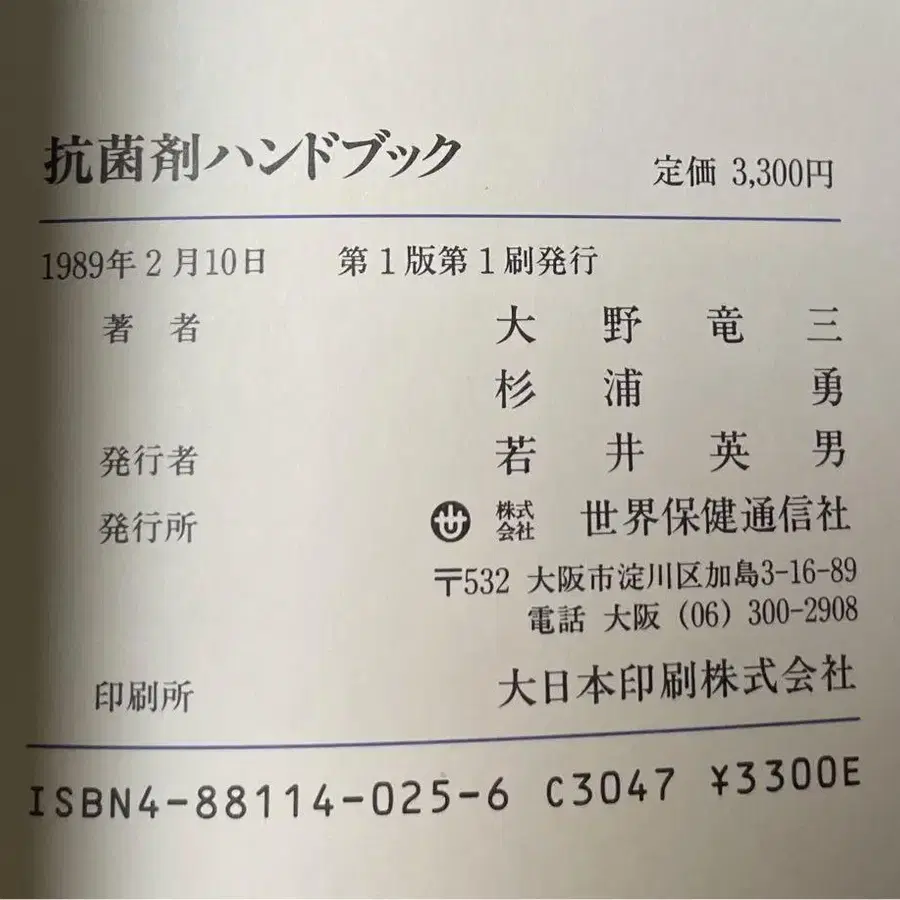 抗菌剤ハンドブック 定価 3,300円
1989年2月10日 第1版第1刷発行
著者 大野竜三
杉浦勇
発行者 若井英男
発行所 世 株式会社 世界保健通信社
〒532 大阪市淀川区加島3-16-89
電話 大阪 (06) 300-2908
印刷所 大日本印刷株式会社
ISBN4-88114-025-6 C3047 ¥3300E